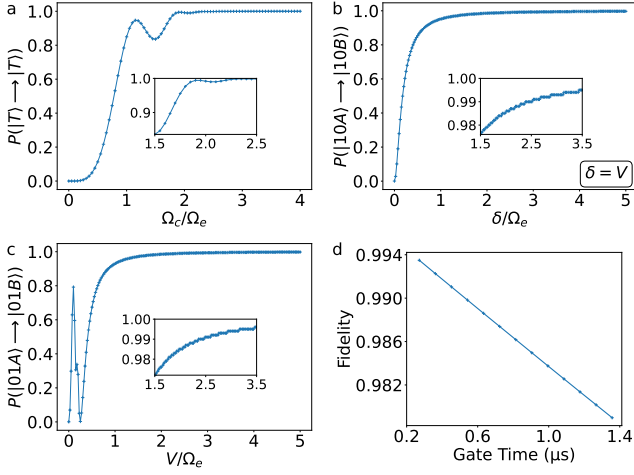 a
P(|T⟩ ⟶ |T⟩)
1.0
0.8
0.6
0.4
0.2
0.0
1.0
0.9
1.5 2.0 2.5
0 1 2 3 4
Ωc/Ωe
b
P(|10A⟩ ⟶ |10B⟩)
1.0
0.8
0.6
0.4
0.2
0.0
1.00
0.99
0.98
1.5 2.5 3.5
δ = V
0 1 2 3 4 5
δ/Ωe
c
P(|01A⟩ ⟶ |01B⟩)
1.0
0.8
0.6
0.4
0.2
0.0
1.00
0.99
0.98
1.5 2.5 3.5
0 1 2 3 4 5
V/Ωe
d
Fidelity
0.994
0.990
0.986
0.982
0.2 0.6 1.0 1.4
Gate Time (μs)